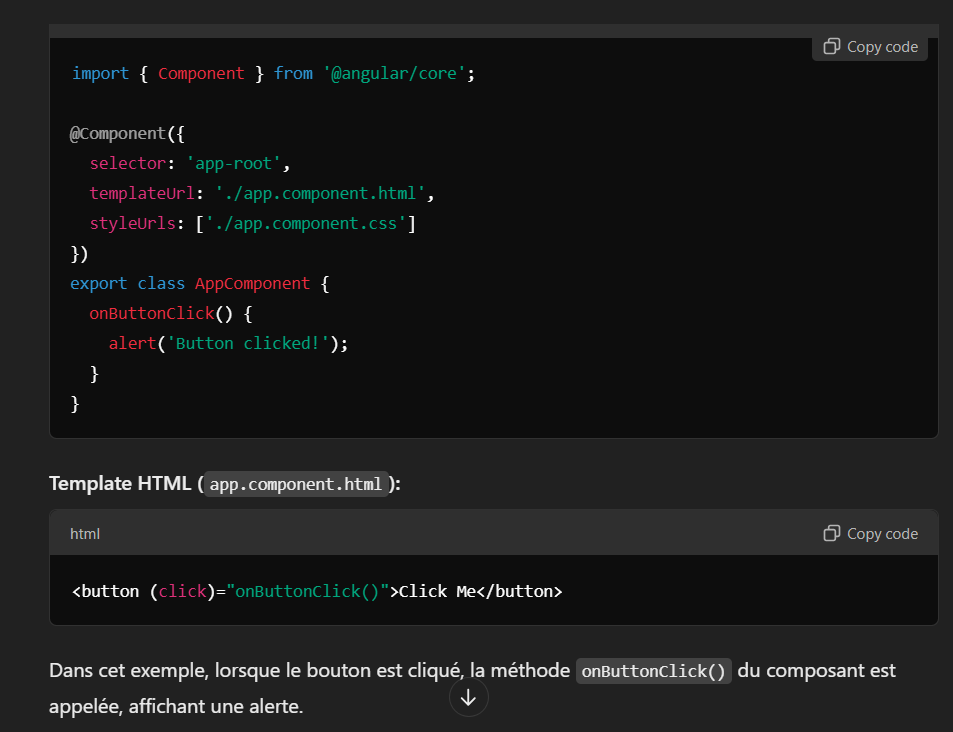 Copy code
import { Component } from '@angular/core';
@Component({
  selector: 'app-root',
  templateUrl: './app.component.html',
  styleUrls: ['./app.component.css']
})
export class AppComponent {
  onButtonClick() {
    alert('Button clicked!');
  }
}
Template HTML (app.component.html):
html Copy code
<button (click)="onButtonClick()">Click Me</button>
Dans cet exemple, lorsque le bouton est cliqué, la méthode onButtonClick() du composant est
appelée, affichant une alerte.